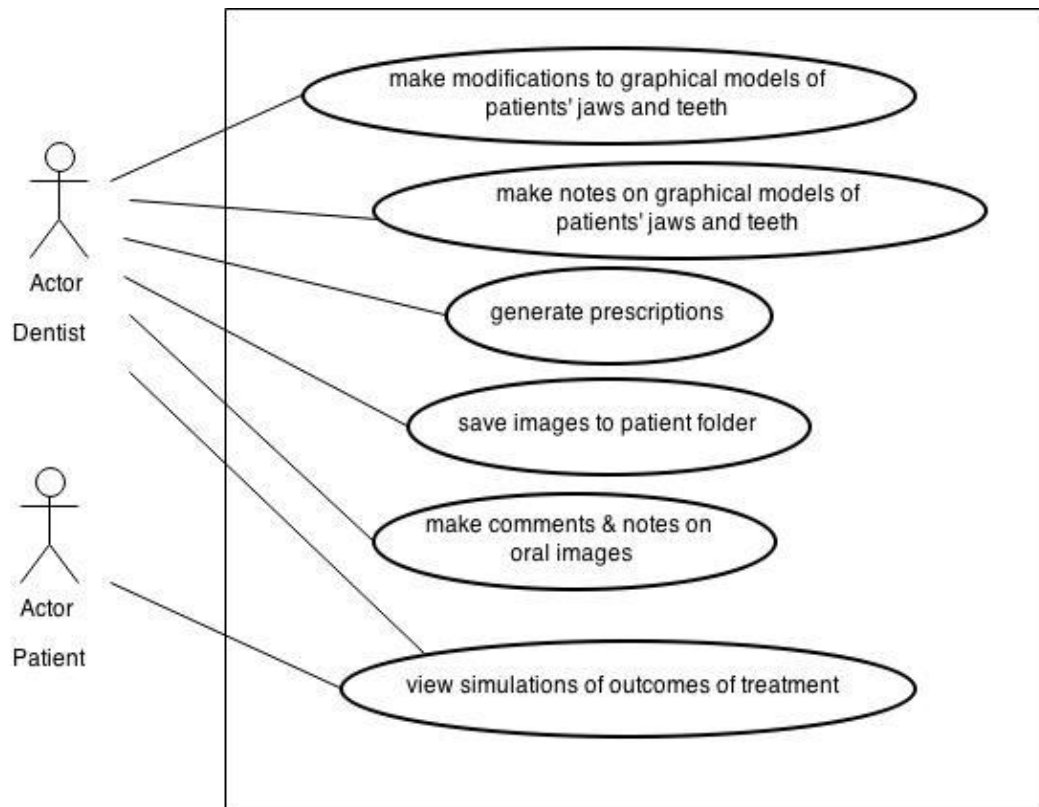 make modifications to graphical models of
patients' jaws and teeth
make notes on graphical models of
patients' jaws and teeth
Actor
generate prescriptions
Dentist
save images to patient folder
make comments & notes on
oral images
Actor
Patient
view simulations of outcomes of treatment